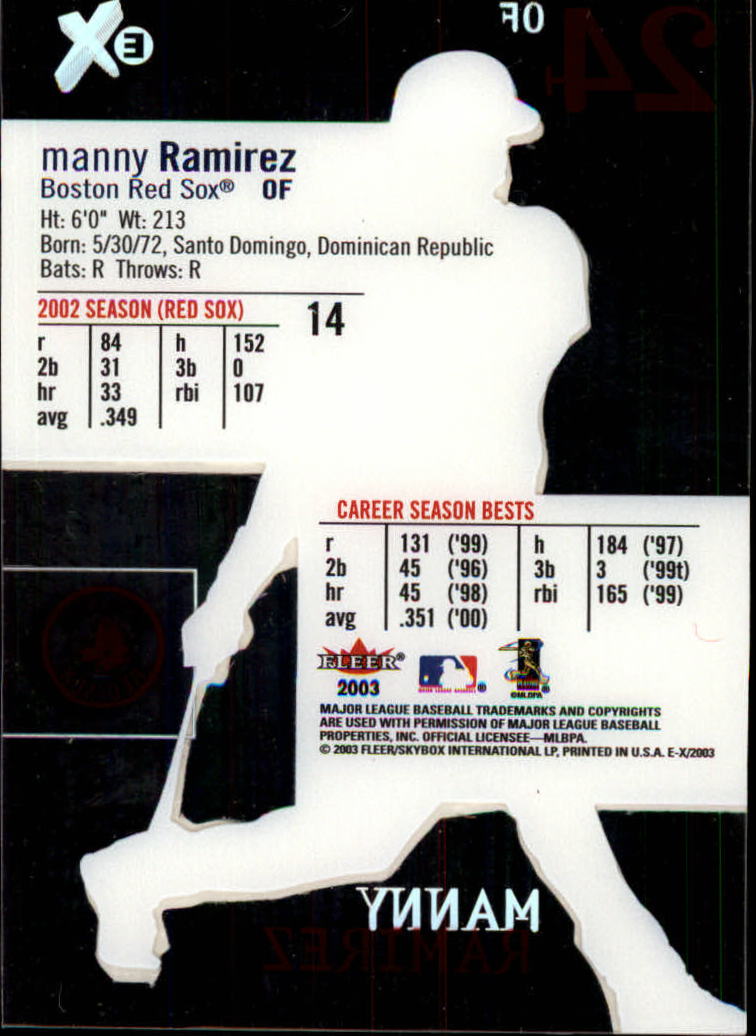 XE
OF
24
manny Ramirez
Boston Red Sox® OF
Ht: 6'0" Wt: 213
Born: 5/30/72, Santo Domingo, Dominican Republic
Bats: R Throws: R
2002 SEASON (RED SOX)
14
r 84 h 152
2b 31 3b 0
hr 33 rbi 107
avg .349
CAREER SEASON BESTS
r 131 ('99) h 184 ('97)
2b 45 ('96) 3b 3 ('99t)
hr 45 ('98) rbi 165 ('99)
avg .351 ('00)
FLEER®
2003
©MLBPA
MAJOR LEAGUE BASEBALL TRADEMARKS AND COPYRIGHTS
ARE USED WITH PERMISSION OF MAJOR LEAGUE BASEBALL
PROPERTIES, INC. OFFICIAL LICENSEE—MLBPA.
© 2003 FLEER/SKYBOX INTERNATIONAL LP, PRINTED IN U.S.A. E-X/2003
MANNY
RAMIREZ